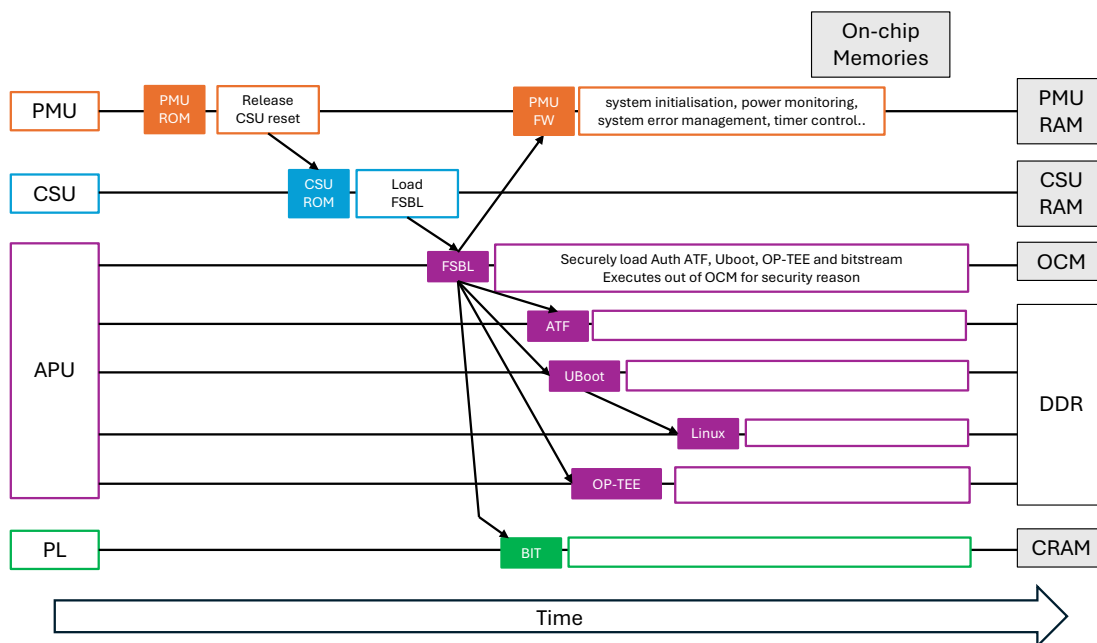 On-chip
Memories
PMU
PMU
ROM
Release
CSU reset
PMU
FW
system initialisation, power monitoring,
system error management, timer control..
PMU
RAM
CSU
CSU
ROM
Load
FSBL
CSU
RAM
APU
FSBL
Securely load Auth ATF, Uboot, OP-TEE and bitstream
Executes out of OCM for security reason
OCM
ATF
UBoot
Linux
OP-TEE
DDR
PL
BIT
CRAM
Time